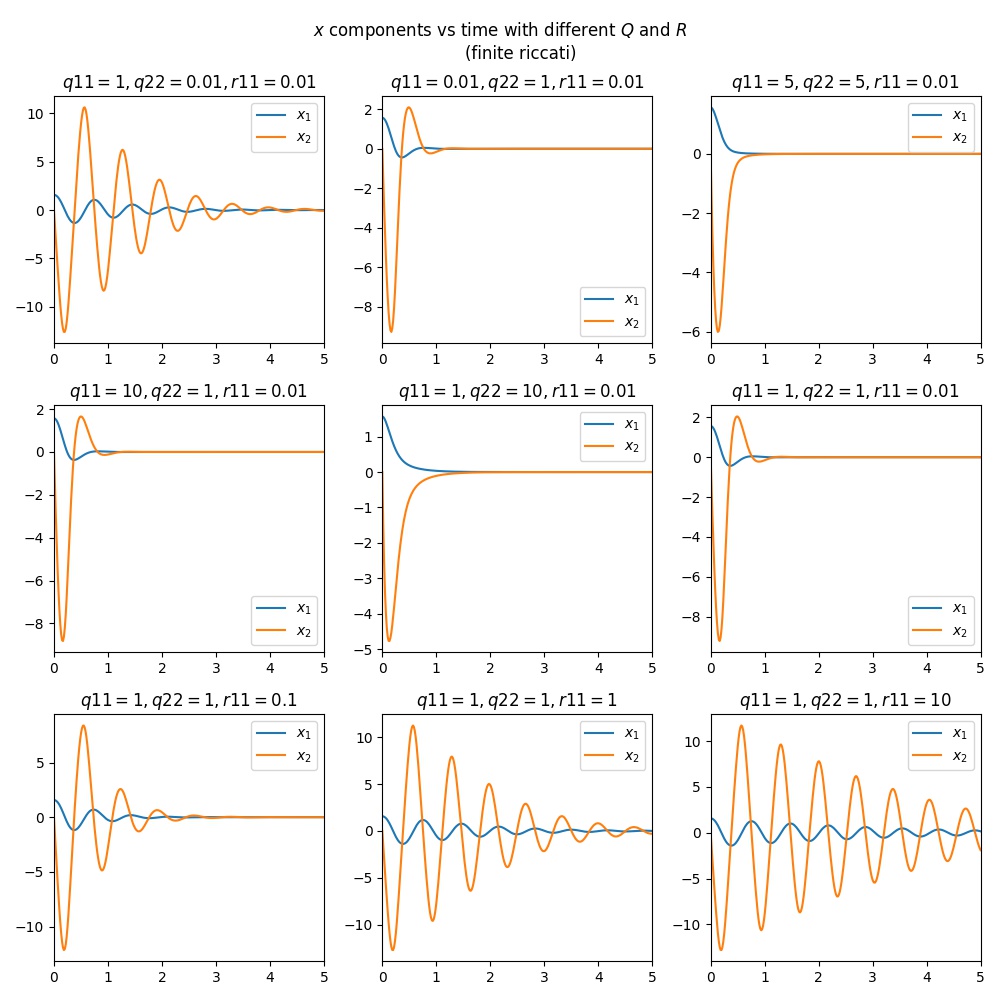 x components vs time with different Q and R
(finite riccati)
q11 = 1, q22 = 0.01, r11 = 0.01
q11 = 0.01, q22 = 1, r11 = 0.01
q11 = 5, q22 = 5, r11 = 0.01
10
5
0
−5
−10
x₁
x₂
0 1 2 3 4 5
2
0
−2
−4
−6
−8
x₁
x₂
0 1 2 3 4 5
0
−2
−4
−6
x₁
x₂
0 1 2 3 4 5
q11 = 10, q22 = 1, r11 = 0.01
q11 = 1, q22 = 10, r11 = 0.01
q11 = 1, q22 = 1, r11 = 0.01
2
0
−2
−4
−6
−8
x₁
x₂
0 1 2 3 4 5
1
0
−1
−2
−3
−4
−5
x₁
x₂
0 1 2 3 4 5
2
0
−2
−4
−6
−8
x₁
x₂
0 1 2 3 4 5
q11 = 1, q22 = 1, r11 = 0.1
q11 = 1, q22 = 1, r11 = 1
q11 = 1, q22 = 1, r11 = 10
5
0
−5
−10
x₁
x₂
0 1 2 3 4 5
10
5
0
−5
−10
x₁
x₂
0 1 2 3 4 5
10
5
0
−5
−10
x₁
x₂
0 1 2 3 4 5